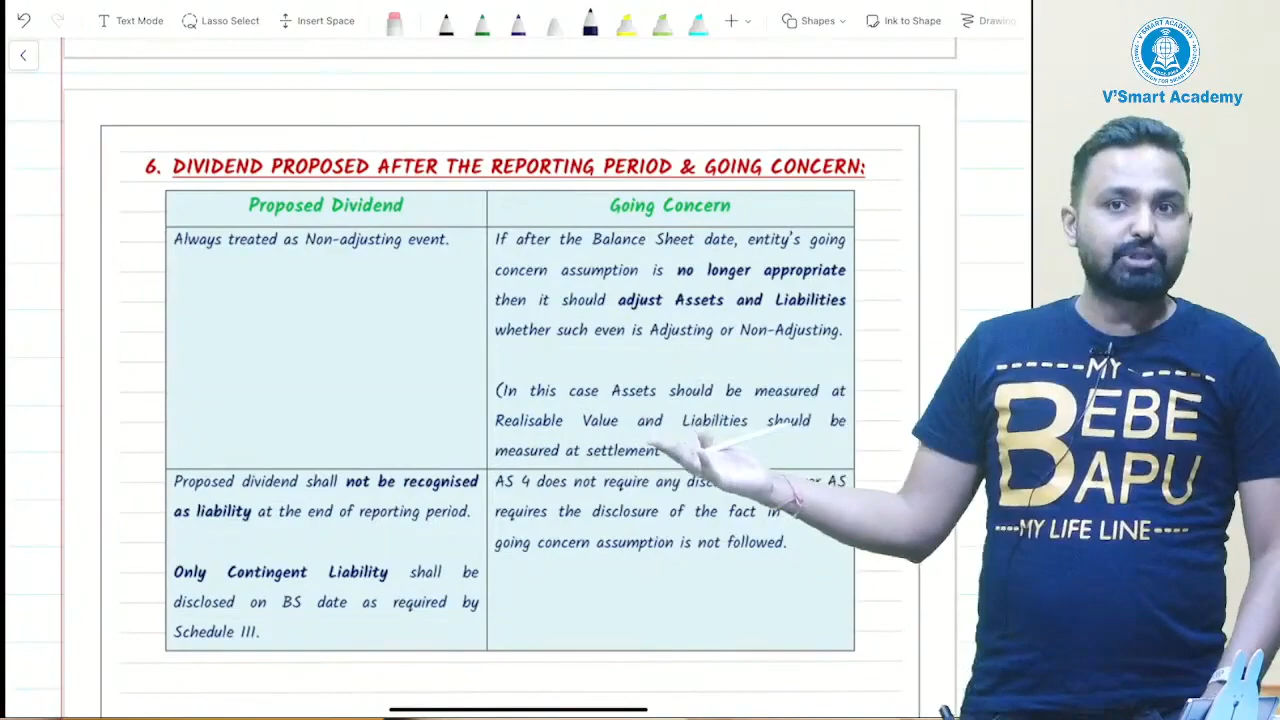 Text Mode
Lasso Select
Insert Space
Shapes
Ink to Shape
Drawing
V'SMART ACADEMY
V'Smart Academy
6. DIVIDEND PROPOSED AFTER THE REPORTING PERIOD & GOING CONCERN:
Proposed Dividend
Going Concern
Always treated as Non-adjusting event.
If after the Balance Sheet date, entity's going
concern assumption is no longer appropriate
then it should adjust Assets and Liabilities
whether such even is Adjusting or Non-Adjusting.
(In this case Assets should be measured at
Realisable Value and Liabilities should be
measured at settlement
Proposed dividend shall not be recognised
as liability at the end of reporting period.
Only Contingent Liability shall be
disclosed on BS date as required by
Schedule III.
AS 4 does not require any AS
requires the disclosure of the fact in
going concern assumption is not followed.
MY
BEBE
BAPU
MY LIFE LINE